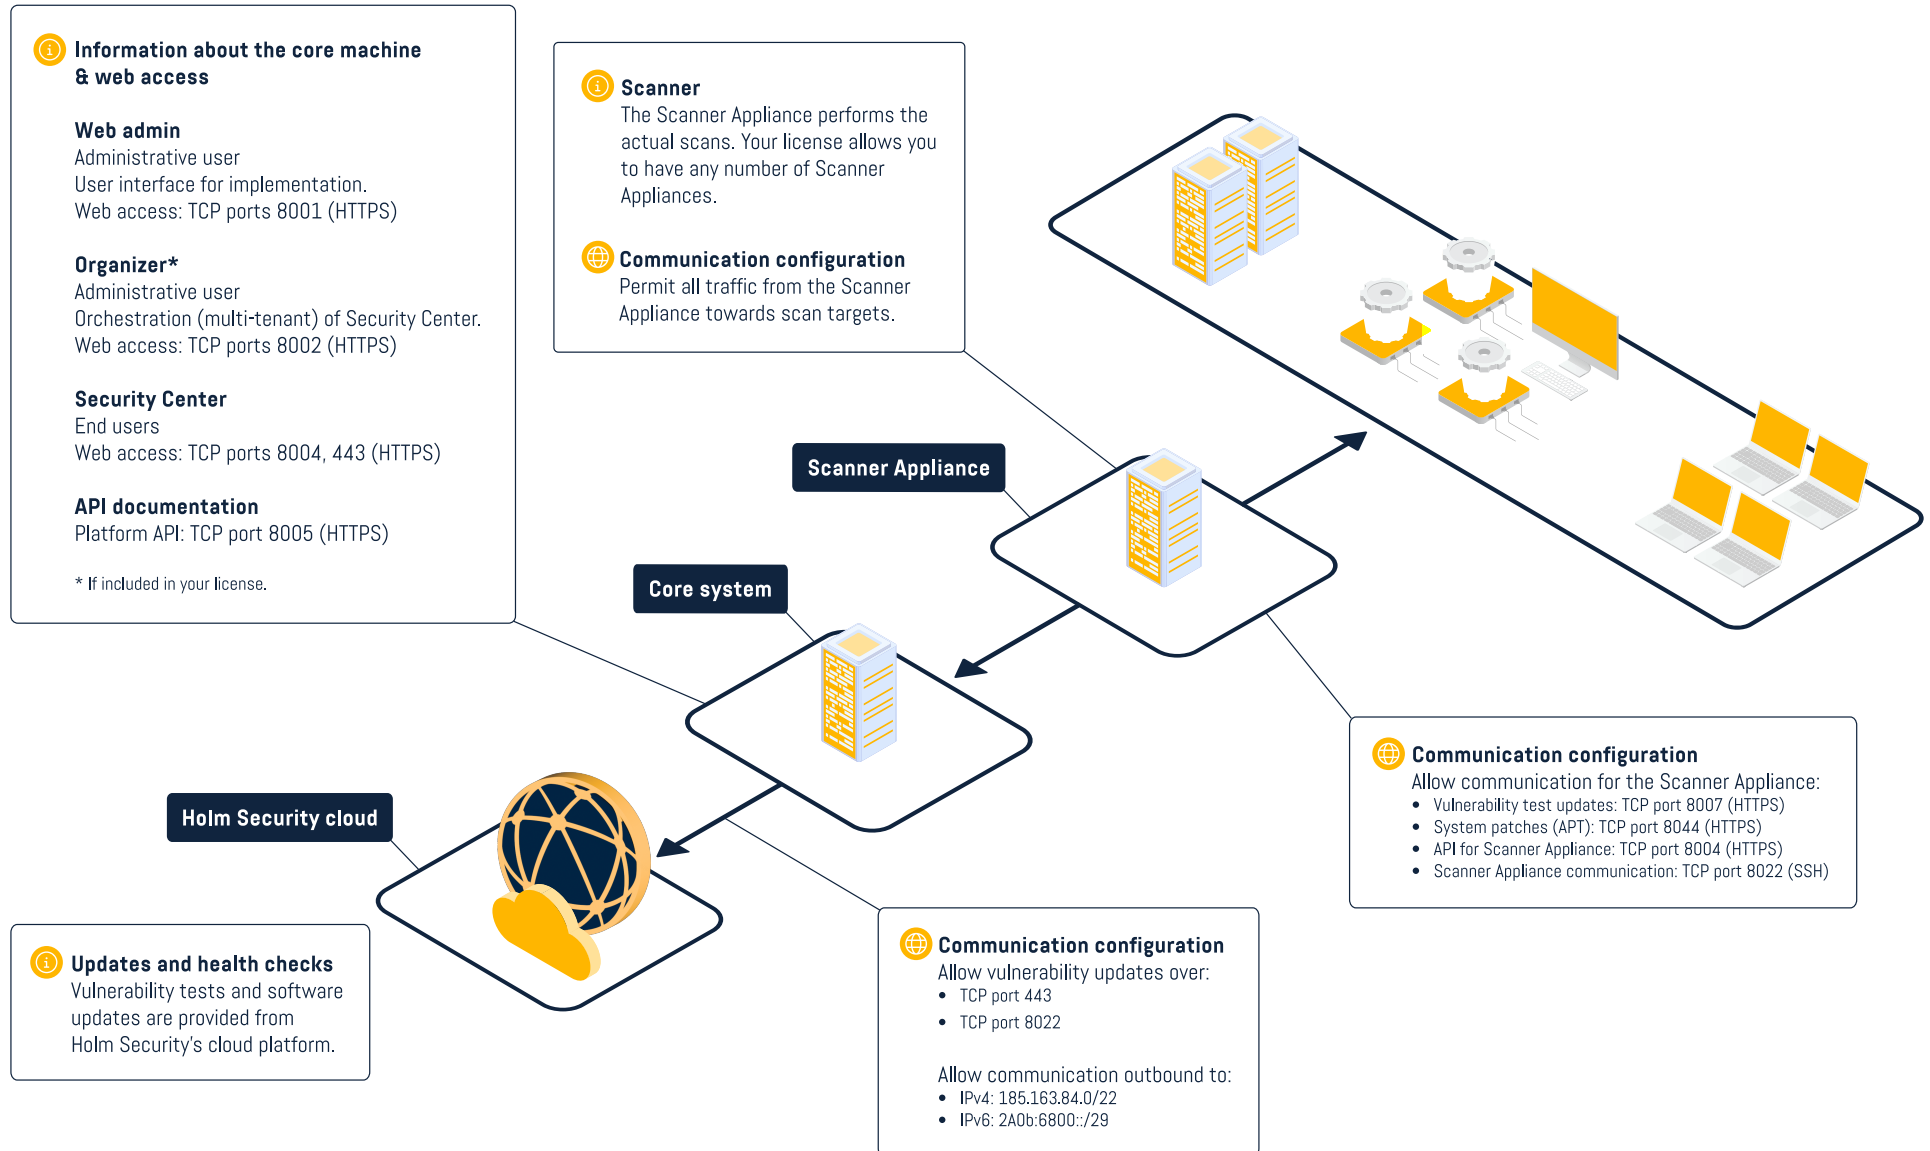 Information about the core machine
& web access
Web admin
Administrative user
User interface for implementation.
Web access: TCP ports 8001 (HTTPS)
Organizer*
Administrative user
Orchestration (multi-tenant) of Security Center.
Web access: TCP ports 8002 (HTTPS)
Security Center
End users
Web access: TCP ports 8004, 443 (HTTPS)
API documentation
Platform API: TCP port 8005 (HTTPS)
* If included in your license.
Scanner
The Scanner Appliance performs the
actual scans. Your license allows you
to have any number of Scanner
Appliances.
Communication configuration
Permit all traffic from the Scanner
Appliance towards scan targets.
Scanner Appliance
Core system
Holm Security cloud
Communication configuration
Allow communication for the Scanner Appliance:
• Vulnerability test updates: TCP port 8007 (HTTPS)
• System patches (APT): TCP port 8044 (HTTPS)
• API for Scanner Appliance: TCP port 8004 (HTTPS)
• Scanner Appliance communication: TCP port 8022 (SSH)
Updates and health checks
Vulnerability tests and software
updates are provided from
Holm Security's cloud platform.
Communication configuration
Allow vulnerability updates over:
• TCP port 443
• TCP port 8022
Allow communication outbound to:
• IPv4: 185.163.84.0/22
• IPv6: 2A0b:6800::/29